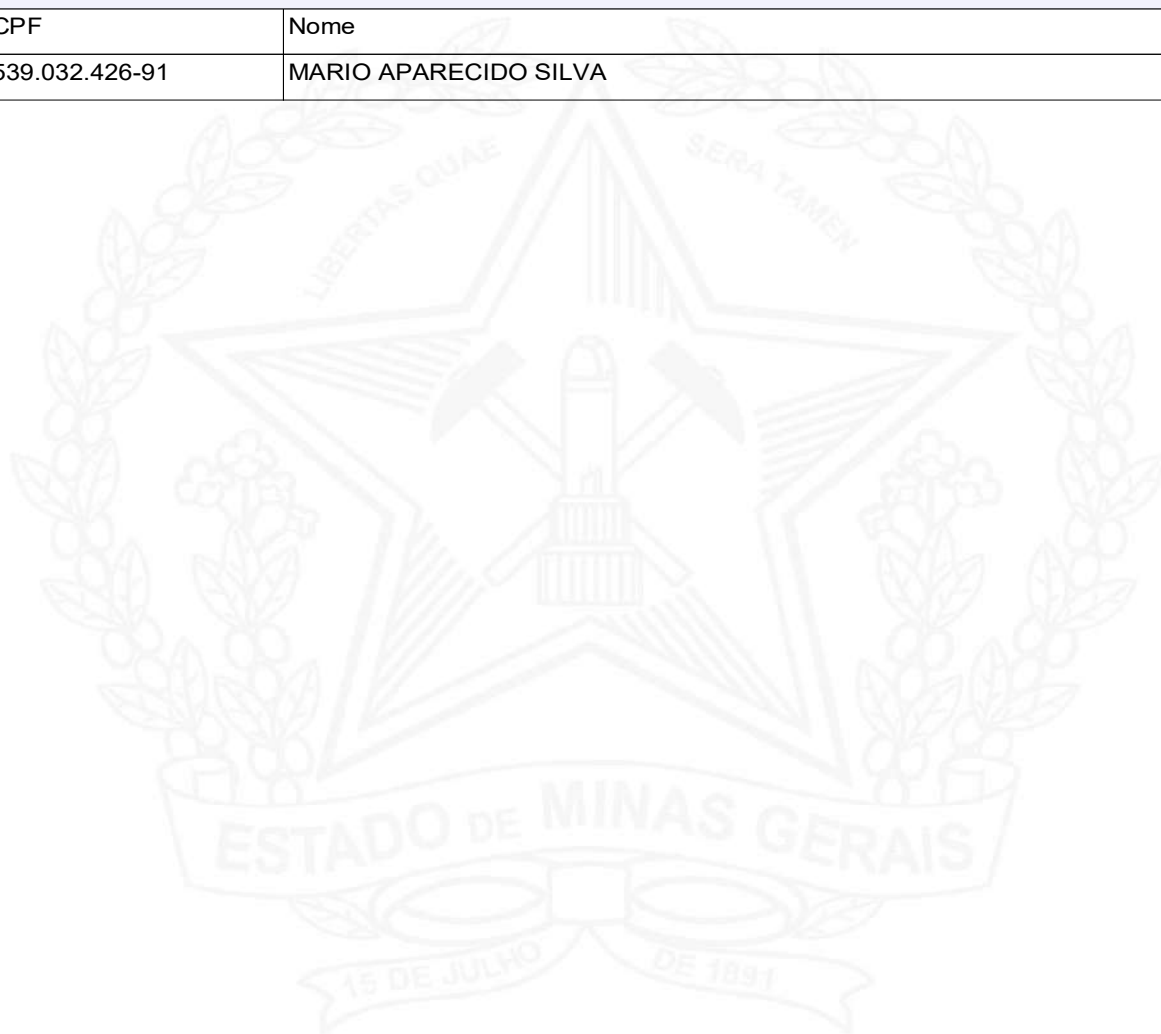 CPF Nome
539.032.426-91 MARIO APARECIDO SILVA
LIBERTAS QUAE SERA TAMEN
ESTADO DE MINAS GERAIS
15 DE JULHO DE 1891